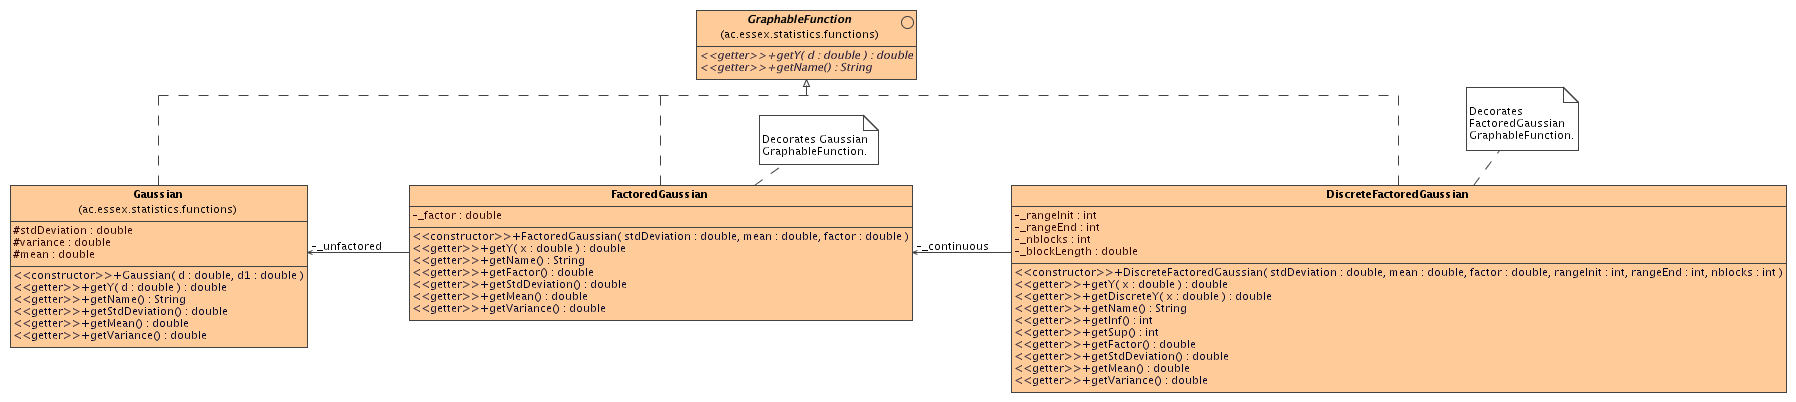 GraphableFunction
(ac.essex.statistics.functions)
<<getter>>+getY( d : double ) : double
<<getter>>+getName() : String
Decorates Gaussian
GraphableFunction.
Decorates
FactoredGaussian
GraphableFunction.
Gaussian
(ac.essex.statistics.functions)
#stdDeviation : double
#variance : double
#mean : double
<<constructor>>+Gaussian( d : double, d1 : double )
<<getter>>+getY( d : double ) : double
<<getter>>+getName() : String
<<getter>>+getStdDeviation() : double
<<getter>>+getMean() : double
<<getter>>+getVariance() : double
-_unfactored
FactoredGaussian
-_factor : double
<<constructor>>+FactoredGaussian( stdDeviation : double, mean : double, factor : double )
<<getter>>+getY( x : double ) : double
<<getter>>+getName() : String
<<getter>>+getFactor() : double
<<getter>>+getStdDeviation() : double
<<getter>>+getMean() : double
<<getter>>+getVariance() : double
-_continuous
DiscreteFactoredGaussian
-_rangeInit : int
-_rangeEnd : int
-_nblocks : int
-_blockLength : double
<<constructor>>+DiscreteFactoredGaussian( stdDeviation : double, mean : double, factor : double, rangeInit : int, rangeEnd : int, nblocks : int )
<<getter>>+getY( x : double ) : double
<<getter>>+getDiscreteY( x : double ) : double
<<getter>>+getName() : String
<<getter>>+getInf() : int
<<getter>>+getSup() : int
<<getter>>+getFactor() : double
<<getter>>+getStdDeviation() : double
<<getter>>+getMean() : double
<<getter>>+getVariance() : double